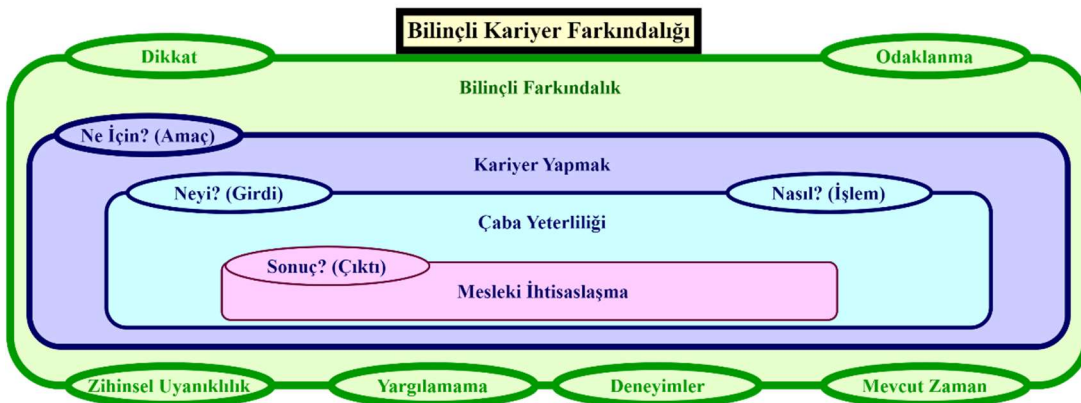 Bilinçli Kariyer Farkındalığı
Dikkat
Odaklanma
Bilinçli Farkındalık
Ne İçin? (Amaç)
Kariyer Yapmak
Neyi? (Girdi)
Nasıl? (İşlem)
Çaba Yeterliliği
Sonuç? (Çıktı)
Mesleki İhtisaslaşma
Zihinsel Uyanıklılık
Yargılamama
Deneyimler
Mevcut Zaman